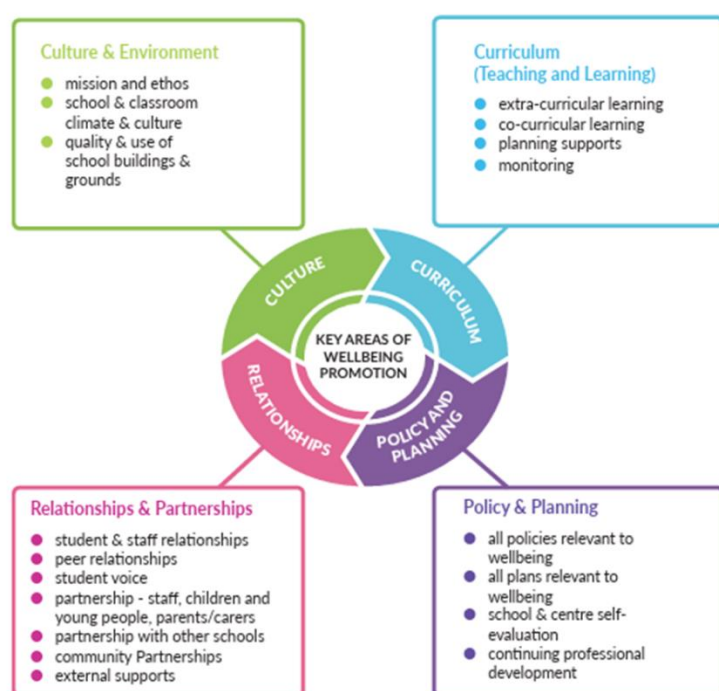 Culture & Environment
mission and ethos
school & classroom
climate & culture
quality & use of
school buildings &
grounds
Curriculum
(Teaching and Learning)
extra-curricular learning
co-curricular learning
planning supports
monitoring
CULTURE
CURRICULUM
KEY AREAS OF
WELLBEING
PROMOTION
RELATIONSHIPS
POLICY AND
PLANNING
Relationships & Partnerships
student & staff relationships
peer relationships
student voice
partnership - staff, children and
young people, parents/carers
partnership with other schools
community Partnerships
external supports
Policy & Planning
all policies relevant to
wellbeing
all plans relevant to
wellbeing
school & centre self-
evaluation
continuing professional
development